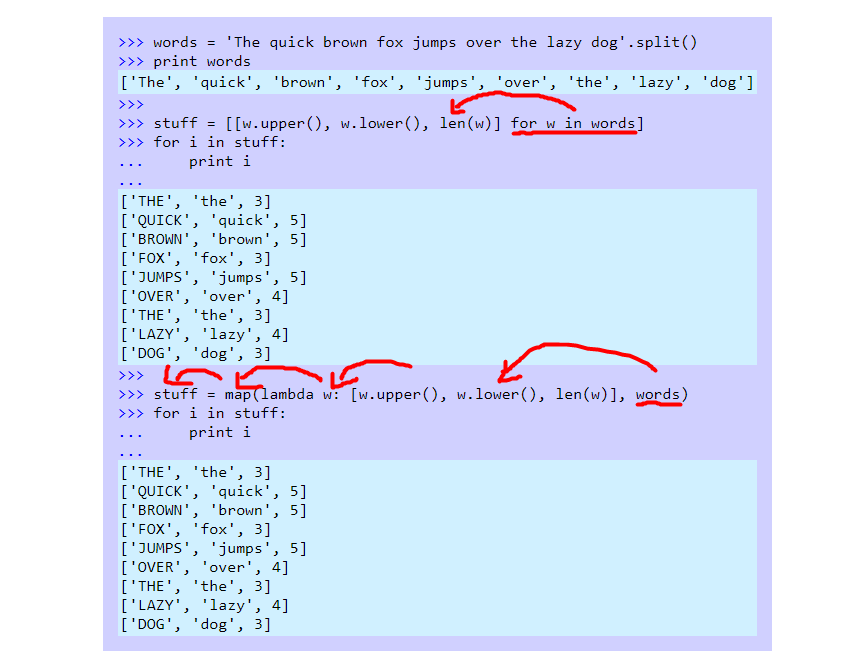 >>> words = 'The quick brown fox jumps over the lazy dog'.split()
>>> print words
['The', 'quick', 'brown', 'fox', 'jumps', 'over', 'the', 'lazy', 'dog']
>>>
>>> stuff = [[w.upper(), w.lower(), len(w)] for w in words]
>>> for i in stuff:
...     print i
...
['THE', 'the', 3]
['QUICK', 'quick', 5]
['BROWN', 'brown', 5]
['FOX', 'fox', 3]
['JUMPS', 'jumps', 5]
['OVER', 'over', 4]
['THE', 'the', 3]
['LAZY', 'lazy', 4]
['DOG', 'dog', 3]
>>>
>>> stuff = map(lambda w: [w.upper(), w.lower(), len(w)], words)
>>> for i in stuff:
...     print i
...
['THE', 'the', 3]
['QUICK', 'quick', 5]
['BROWN', 'brown', 5]
['FOX', 'fox', 3]
['JUMPS', 'jumps', 5]
['OVER', 'over', 4]
['THE', 'the', 3]
['LAZY', 'lazy', 4]
['DOG', 'dog', 3]